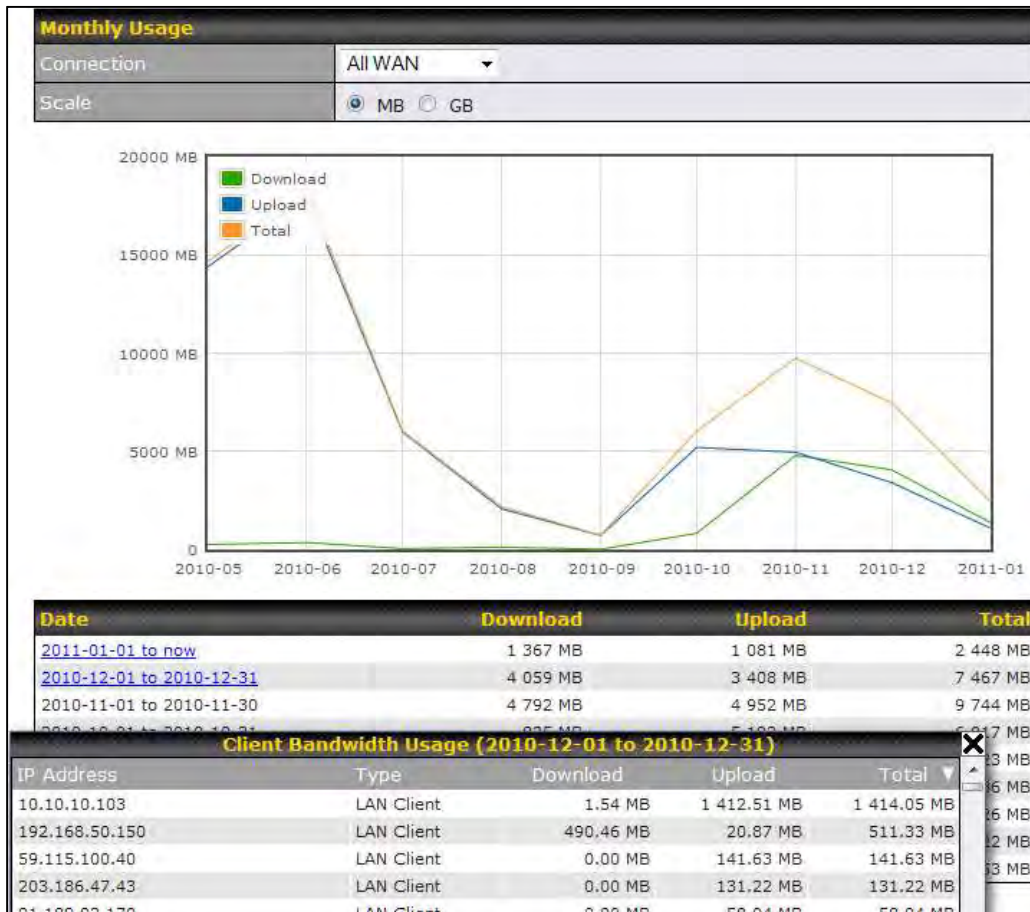 Monthly Usage
Connection All WAN
Scale MB GB
20000 MB
Download
Upload
Total
15000 MB
10000 MB
5000 MB
0
2010-05 2010-06 2010-07 2010-08 2010-09 2010-10 2010-11 2010-12 2011-01
Date Download Upload Total
2011-01-01 to now 1 367 MB 1 081 MB 2 448 MB
2010-12-01 to 2010-12-31 4 059 MB 3 408 MB 7 467 MB
2010-11-01 to 2010-11-30 4 792 MB 4 952 MB 9 744 MB
MB
Client Bandwidth Usage (2010-12-01 to 2010-12-31)
MB
IP Address Type Download Upload Total
MB
10.10.10.103 LAN Client 1.54 MB 1 412.51 MB 1 414.05 MB
MB
192.168.50.150 LAN Client 490.46 MB 20.87 MB 511.33 MB
MB
59.115.100.40 LAN Client 0.00 MB 141.63 MB 141.63 MB
MB
203.186.47.43 LAN Client 0.00 MB 131.22 MB 131.22 MB
LAN Client